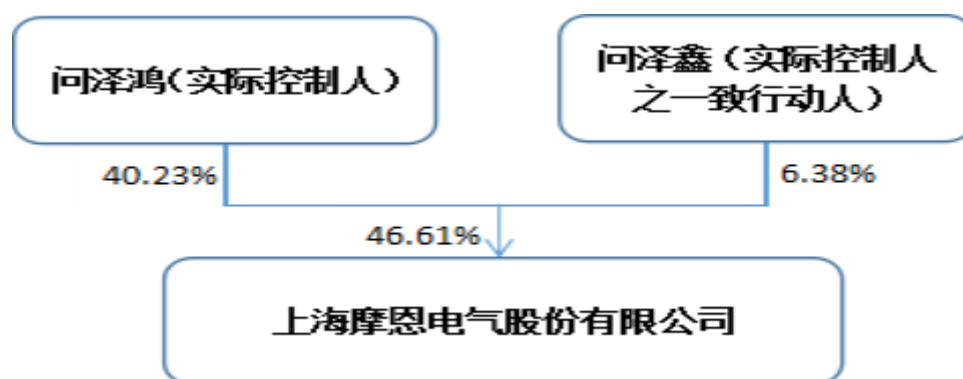 问泽鸿(实际控制人)
问泽鑫(实际控制人
之一致行动人)
40.23%
6.38%
46.61%
上海摩恩电气股份有限公司